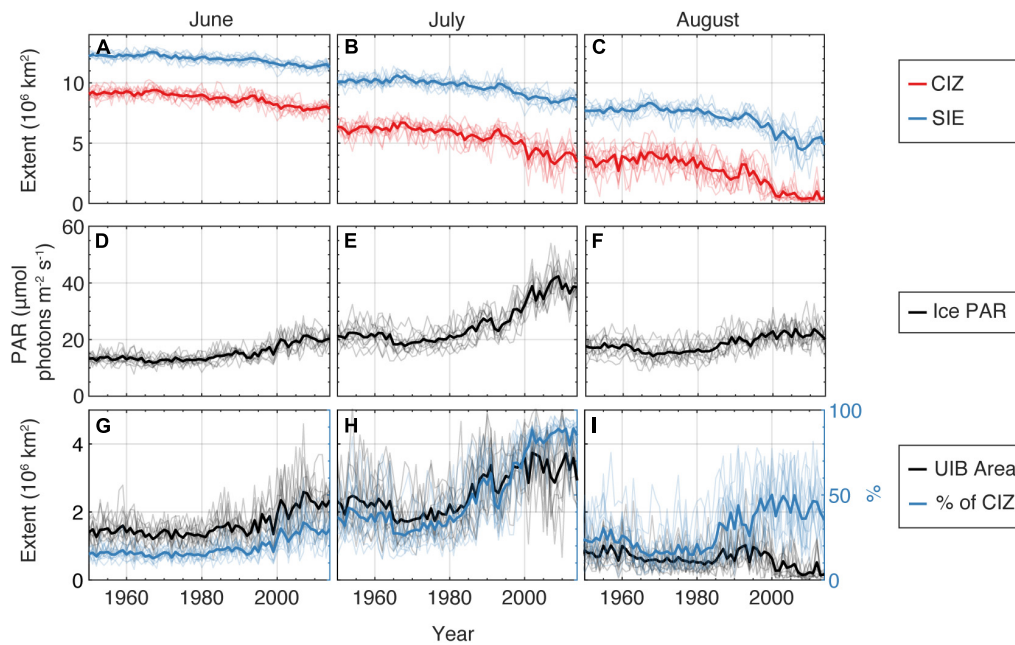 June July August
A B C
Extent (10⁶ km²)
10
5
0
CIZ
SIE
D E F
PAR (μmol
photons m⁻² s⁻¹)
60
40
20
0
Ice PAR
G H I
Extent (10⁶ km²)
4
2
0
100
50
0
%
UIB Area
% of CIZ
1960 1980 2000 1960 1980 2000 1960 1980 2000
Year